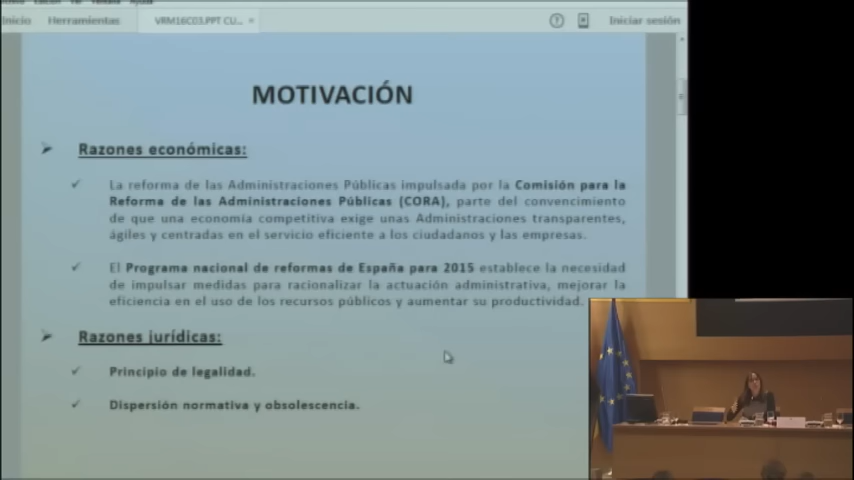 Inicio Herramientas VRM16C03.PPT CU... × Iniciar sesión
MOTIVACIÓN
Razones económicas:
La reforma de las Administraciones Públicas impulsada por la Comisión para la
Reforma de las Administraciones Públicas (CORA), parte del convencimiento
de que una economía competitiva exige unas Administraciones transparentes,
ágiles y centradas en el servicio eficiente a los ciudadanos y las empresas.
El Programa nacional de reformas de España para 2015 establece la necesidad
de impulsar medidas para racionalizar la actuación administrativa, mejorar la
eficiencia en el uso de los recursos públicos y aumentar su productividad.
Razones jurídicas:
Principio de legalidad.
Dispersión normativa y obsolescencia.